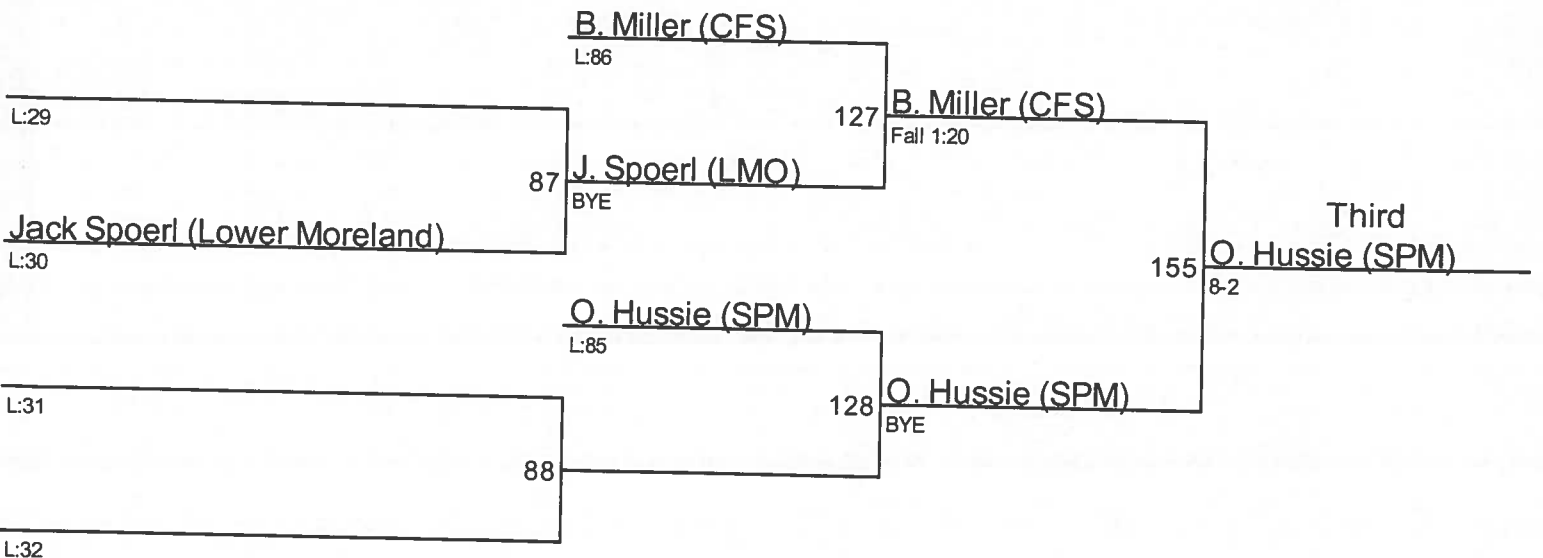 B. Miller (CFS)
L:86
L:29
127
B. Miller (CFS)
Fall 1:20
87
J. Spoerl (LMO)
BYE
Jack Spoerl (Lower Moreland)
L:30
Third
155
O. Hussie (SPM)
8-2
O. Hussie (SPM)
L:85
L:31
128
O. Hussie (SPM)
BYE
88
L:32